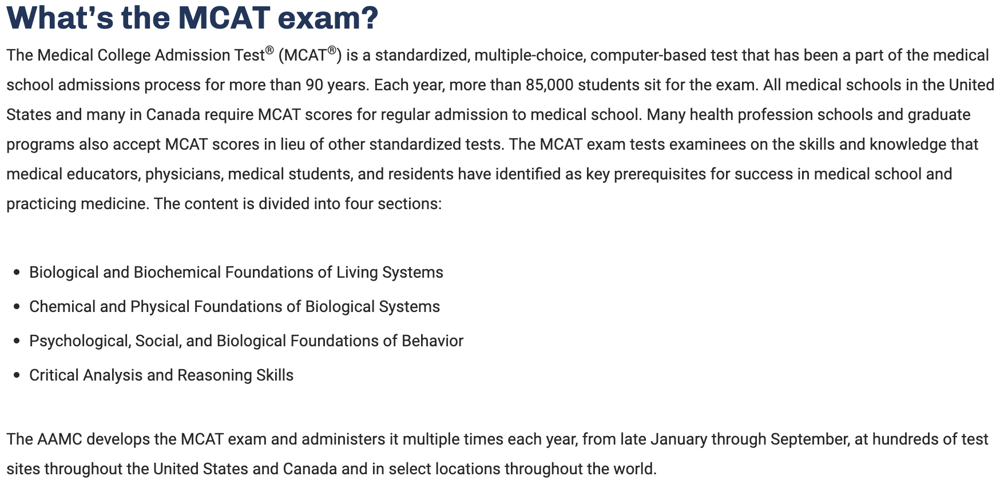 What’s the MCAT exam?
The Medical College Admission Test® (MCAT®) is a standardized, multiple-choice, computer-based test that has been a part of the medical
school admissions process for more than 90 years. Each year, more than 85,000 students sit for the exam. All medical schools in the United
States and many in Canada require MCAT scores for regular admission to medical school. Many health profession schools and graduate
programs also accept MCAT scores in lieu of other standardized tests. The MCAT exam tests examinees on the skills and knowledge that
medical educators, physicians, medical students, and residents have identified as key prerequisites for success in medical school and
practicing medicine. The content is divided into four sections:
• Biological and Biochemical Foundations of Living Systems
• Chemical and Physical Foundations of Biological Systems
• Psychological, Social, and Biological Foundations of Behavior
• Critical Analysis and Reasoning Skills
The AAMC develops the MCAT exam and administers it multiple times each year, from late January through September, at hundreds of test
sites throughout the United States and Canada and in select locations throughout the world.